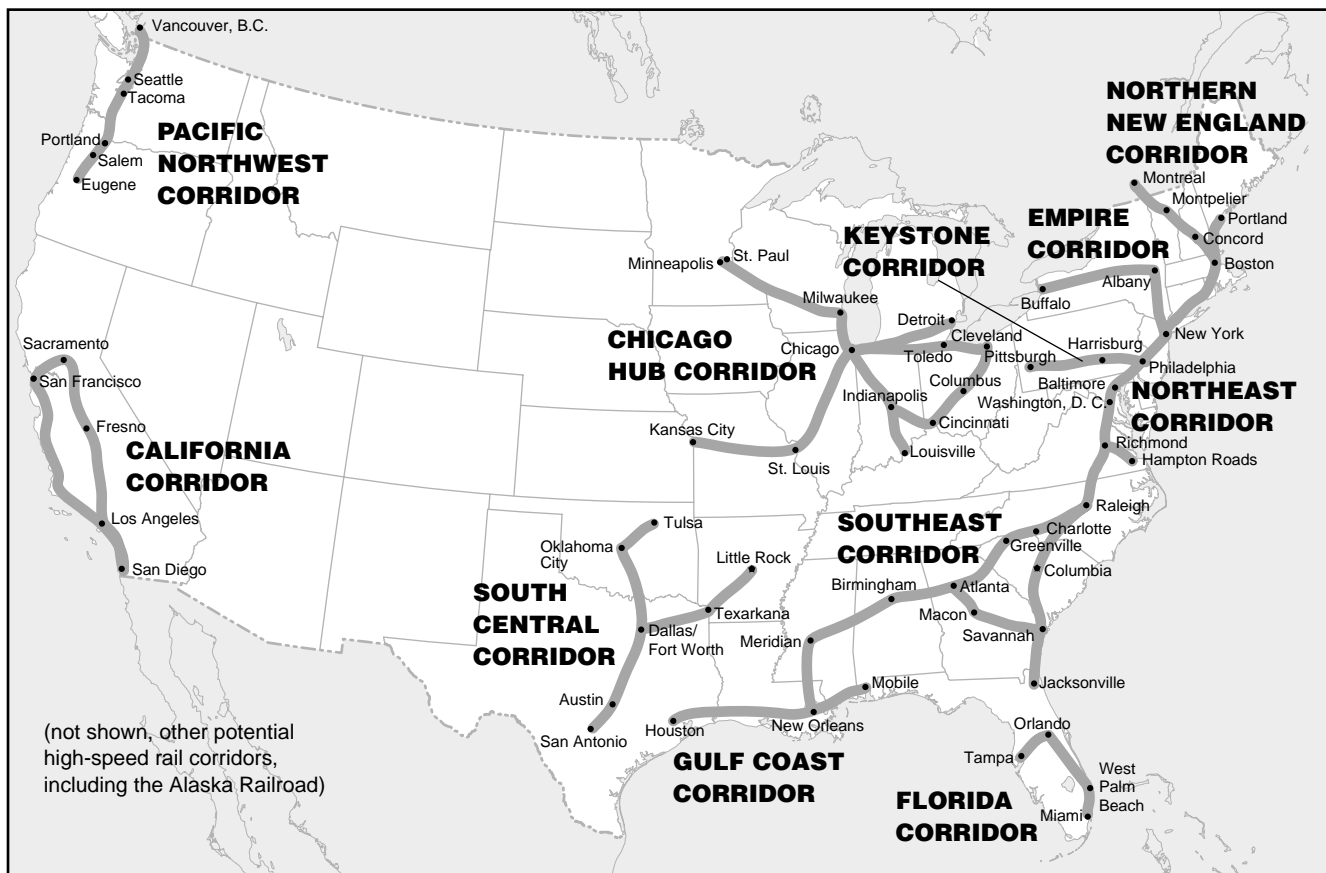 Vancouver, B.C.
Seattle
Tacoma
Portland
Salem
Eugene
PACIFIC
NORTHWEST
CORRIDOR
NORTHERN
NEW ENGLAND
CORRIDOR
Montreal
Montpelier
Portland
Concord
Boston
EMPIRE
CORRIDOR
Albany
Buffalo
New York
KEYSTONE
CORRIDOR
Harrisburg
Pittsburgh
Philadelphia
Baltimore
Washington, D. C.
NORTHEAST
CORRIDOR
Richmond
Hampton Roads
Minneapolis
St. Paul
Milwaukee
Detroit
Chicago
Toledo
Cleveland
Columbus
Indianapolis
Cincinnati
Louisville
Kansas City
St. Louis
CHICAGO
HUB CORRIDOR
Sacramento
San Francisco
Fresno
CALIFORNIA
CORRIDOR
Los Angeles
San Diego
Tulsa
Oklahoma
City
Little Rock
Texarkana
Dallas/
Fort Worth
Austin
San Antonio
SOUTH
CENTRAL
CORRIDOR
SOUTHEAST
CORRIDOR
Raleigh
Charlotte
Greenville
Columbia
Birmingham
Atlanta
Macon
Savannah
Jacksonville
Meridian
Mobile
New Orleans
Houston
GULF COAST
CORRIDOR
Orlando
Tampa
West
Palm
Beach
Miami
FLORIDA
CORRIDOR
(not shown, other potential
high-speed rail corridors,
including the Alaska Railroad)